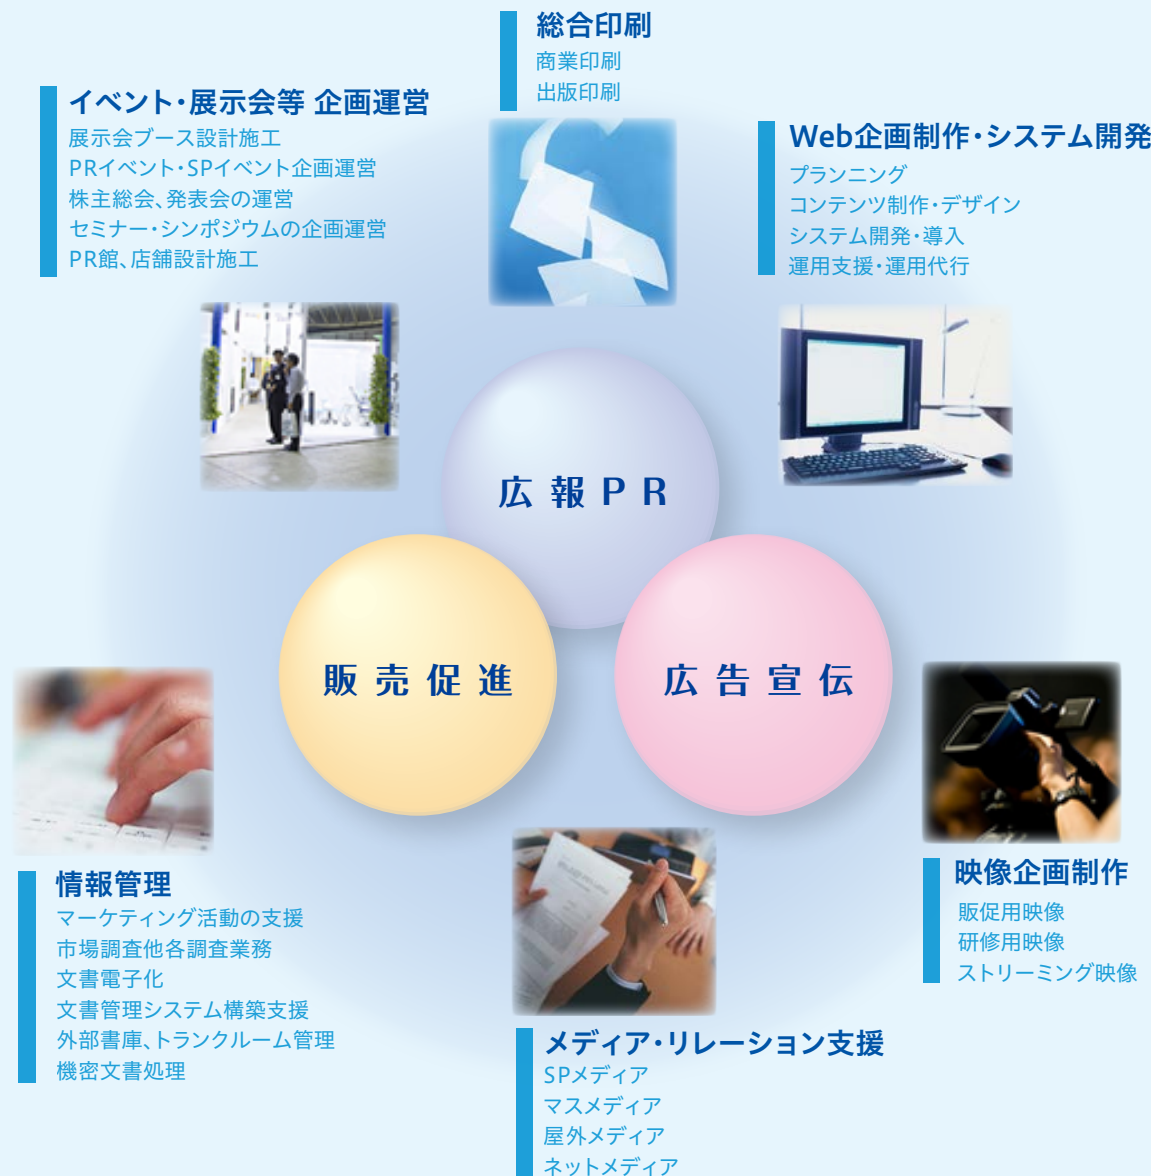 総合印刷
商業印刷
出版印刷
イベント・展示会等 企画運営
展示会ブース設計施工
PRイベント・SPイベント企画運営
株主総会、発表会の運営
セミナー・シンポジウムの企画運営
PR館、店舗設計施工
Web企画制作・システム開発
プランニング
コンテンツ制作・デザイン
システム開発・導入
運用支援・運用代行
広報PR
販売促進
広告宣伝
情報管理
マーケティング活動の支援
市場調査他各調査業務
文書電子化
文書管理システム構築支援
外部書庫、トランクルーム管理
機密文書処理
映像企画制作
販促用映像
研修用映像
ストリーミング映像
メディア・リレーション支援
SPメディア
マスメディア
屋外メディア
ネットメディア